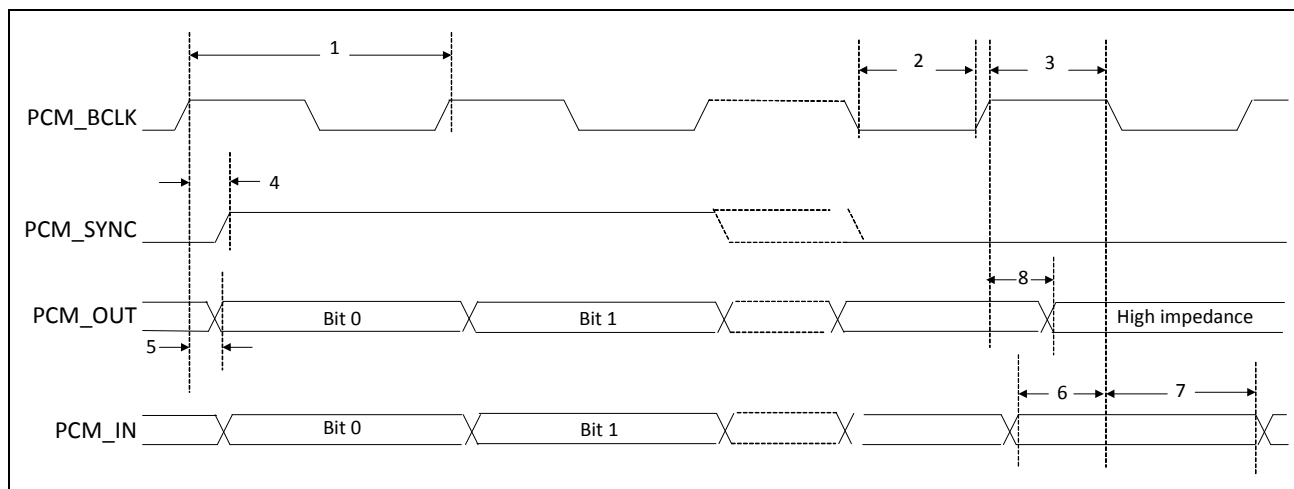 1
2
3
PCM_BCLK
4
PCM_SYNC
8
PCM_OUT
Bit 0
Bit 1
High impedance
5
6
7
PCM_IN
Bit 0
Bit 1